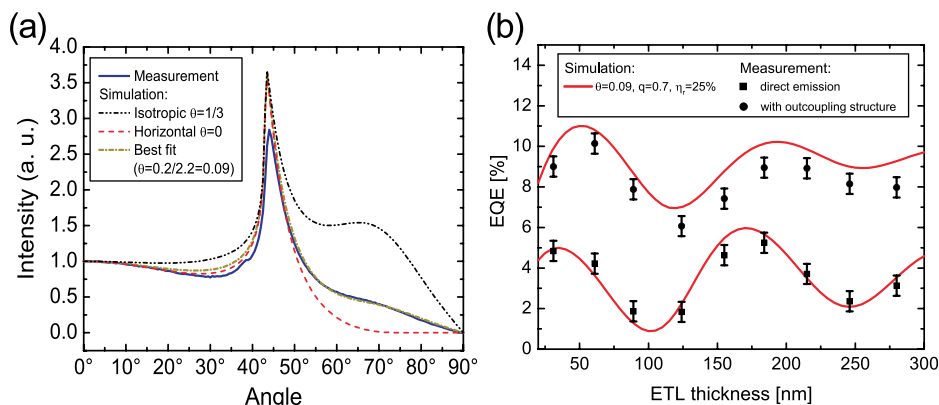 (a)
4.0
3.5
3.0
2.5
2.0
1.5
1.0
0.5
0.0
Intensity (a. u.)
Measurement
Simulation:
Isotropic θ=1/3
Horizontal θ=0
Best fit
(θ=0.2/2.2=0.09)
0° 10° 20° 30° 40° 50° 60° 70° 80° 90°
Angle
(b)
14
12
10
8
6
4
2
0
EQE [%]
Simulation:
θ=0.09, q=0.7, ηr=25%
Measurement:
direct emission
with outcoupling structure
50 100 150 200 250 300
ETL thickness [nm]